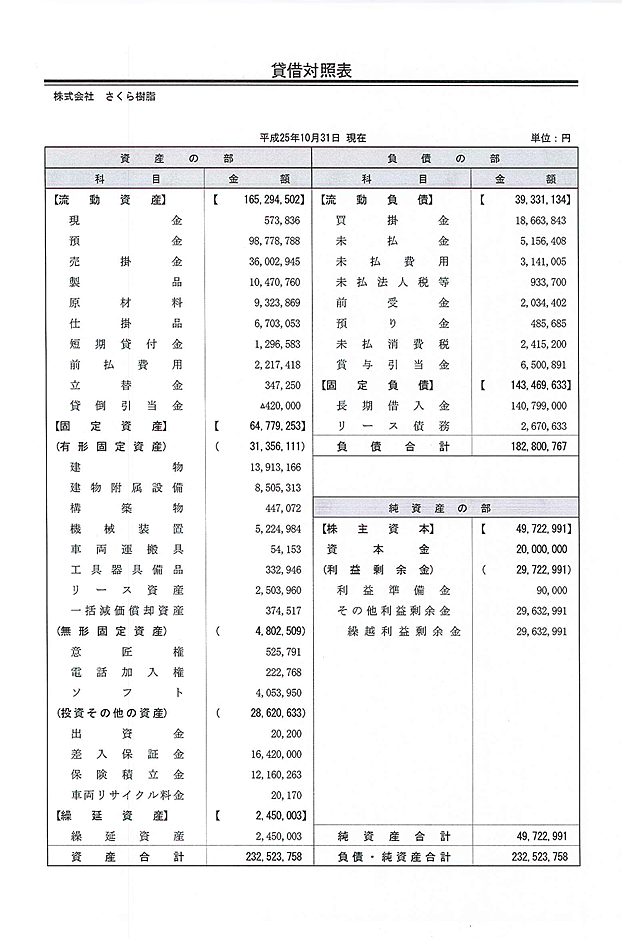 貸借対照表
株式会社 さくら樹脂
平成25年10月31日 現在 単位：円
資産の部
科目 金額
【流動資産】 【 165,294,502】
現金 573,836
預金 98,778,788
売掛金 36,002,945
製品 10,470,760
原材料 9,323,869
仕掛品 6,703,053
短期貸付金 1,296,583
前払費用 2,217,418
立替金 347,250
貸倒引当金 △420,000
【固定資産】 【 64,779,253】
(有形固定資産) ( 31,356,111)
建物 13,913,166
建物附属設備 8,505,313
構築物 447,072
機械装置 5,224,984
車両運搬具 54,153
工具器具備品 332,946
リース資産 2,503,960
一括減価償却資産 374,517
(無形固定資産) ( 4,802,509)
意匠権 525,791
電話加入権 222,768
ソフト 4,053,950
(投資その他の資産) ( 28,620,633)
出資金 20,200
差入保証金 16,420,000
保険積立金 12,160,263
車両リサイクル料金 20,170
【繰延資産】 【 2,450,003】
繰延資産 2,450,003
資産合計 232,523,758
負債の部
科目 金額
【流動負債】 【 39,331,134】
買掛金 18,663,843
未払金 5,156,408
未払費用 3,141,005
未払法人税等 933,700
前受金 2,034,402
預り金 485,685
未払消費税 2,415,200
賞与引当金 6,500,891
【固定負債】 【 143,469,633】
長期借入金 140,799,000
リース債務 2,670,633
負債合計 182,800,767
純資産の部
【株主資本】 【 49,722,991】
資本金 20,000,000
(利益剰余金) ( 29,722,991)
利益準備金 90,000
その他利益剰余金 29,632,991
繰越利益剰余金 29,632,991
純資産合計 49,722,991
負債・純資産合計 232,523,758